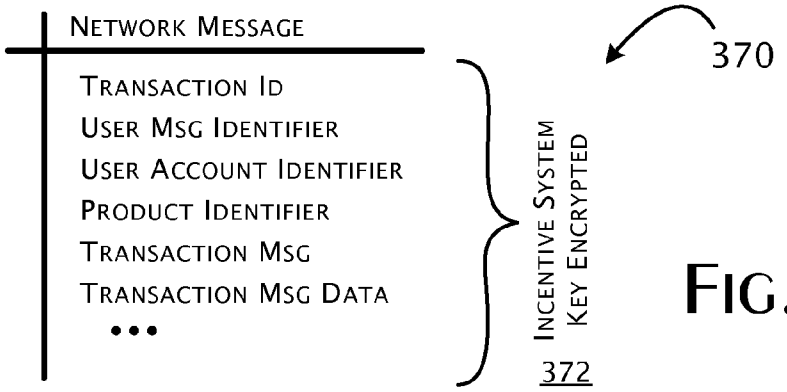 NETWORK MESSAGE
370
TRANSACTION ID
USER MSG IDENTIFIER
USER ACCOUNT IDENTIFIER
PRODUCT IDENTIFIER
TRANSACTION MSG
TRANSACTION MSG DATA
•••
INCENTIVE SYSTEM
KEY ENCRYPTED
372
FIG.